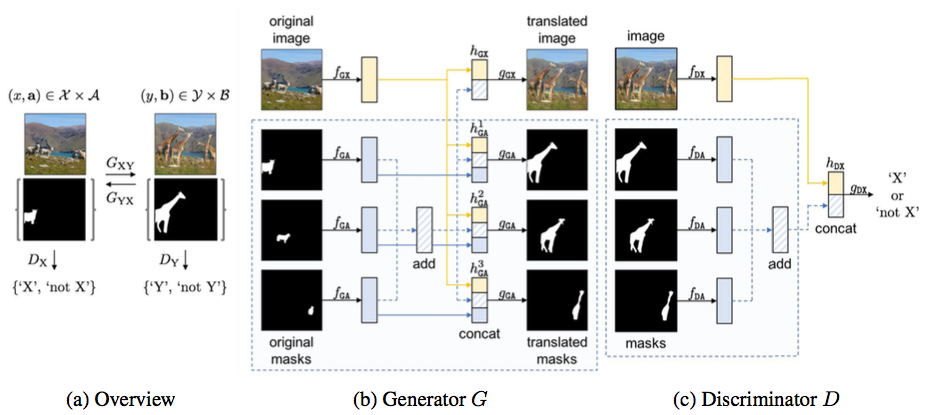 (x, a) ∈ 𝒳 × 𝒜
(y, b) ∈ 𝒴 × ℬ
G_XY
G_YX
D_X
D_Y
{'X', 'not X'}
{'Y', 'not Y'}
(a) Overview
original
image
f_GX
h_GX
g_GX
translated
image
f_GA
h¹_GA
g_GA
f_GA
h²_GA
g_GA
add
f_GA
h³_GA
g_GA
concat
original
masks
translated
masks
(b) Generator G
image
f_DX
f_DA
f_DA
f_DA
add
h_DX
g_DX
concat
'X'
or
'not X'
masks
(c) Discriminator D